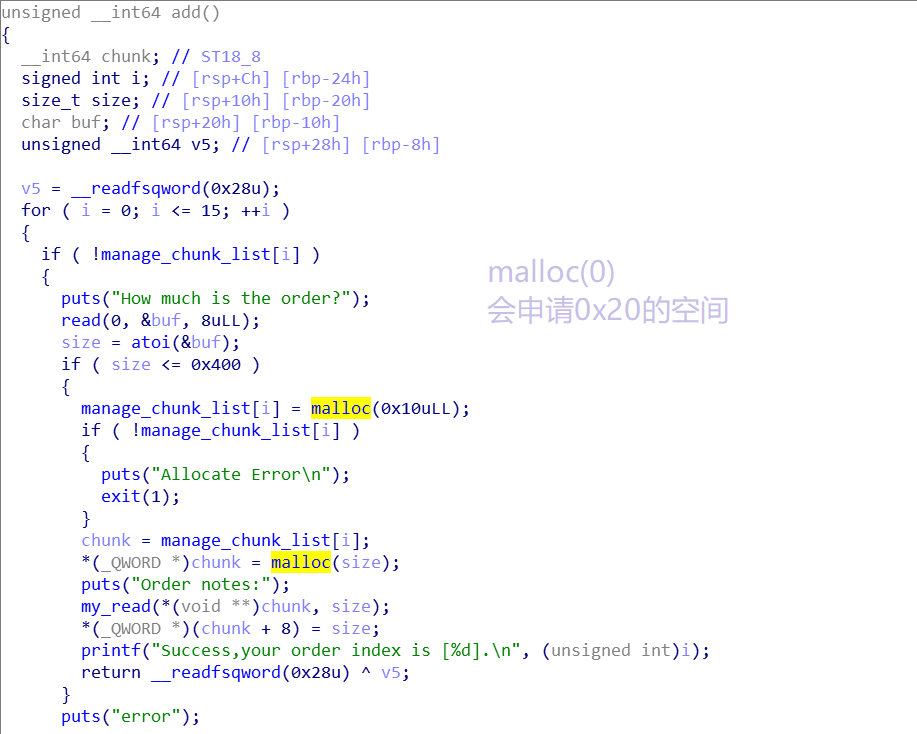 unsigned __int64 add()
{
  __int64 chunk; // ST18_8
  signed int i; // [rsp+Ch] [rbp-24h]
  size_t size; // [rsp+10h] [rbp-20h]
  char buf; // [rsp+20h] [rbp-10h]
  unsigned __int64 v5; // [rsp+28h] [rbp-8h]

  v5 = __readfsqword(0x28u);
  for ( i = 0; i <= 15; ++i )
  {
    if ( !manage_chunk_list[i] )
    {
      puts("How much is the order?");
      read(0, &buf, 8uLL);
      size = atoi(&buf);
      if ( size <= 0x400 )
      {
        manage_chunk_list[i] = malloc(0x10uLL);
        if ( !manage_chunk_list[i] )
        {
          puts("Allocate Error\n");
          exit(1);
        }
        chunk = manage_chunk_list[i];
        *(_QWORD *)chunk = malloc(size);
        puts("Order notes:");
        my_read(*(void **)chunk, size);
        *(_QWORD *)(chunk + 8) = size;
        printf("Success,your order index is [%d].\n", (unsigned int)i);
        return __readfsqword(0x28u) ^ v5;
      }
      puts("error");
malloc(0)
会申请0x20的空间